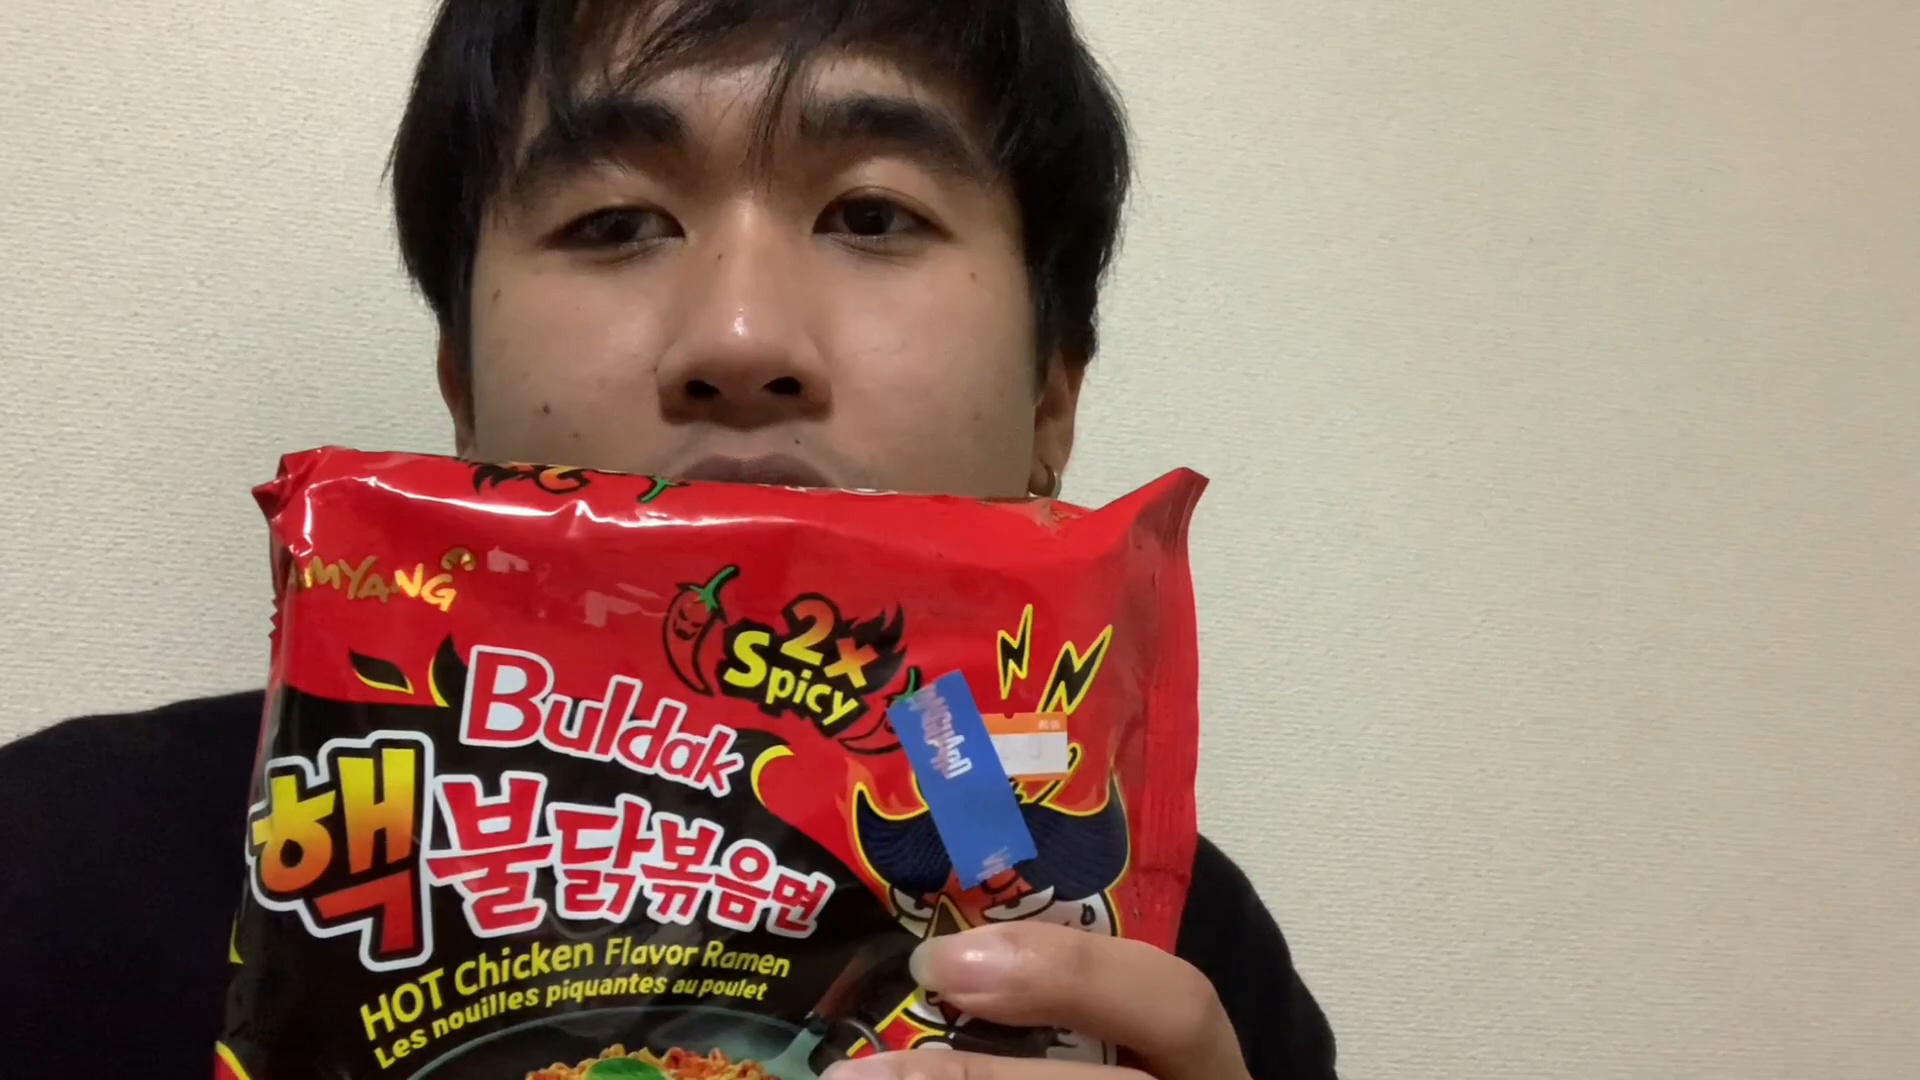 AMYANG
2x
Spicy
Buldak
핵불닭볶음면
HOT Chicken Flavor Ramen
Les nouilles piquantes au poulet